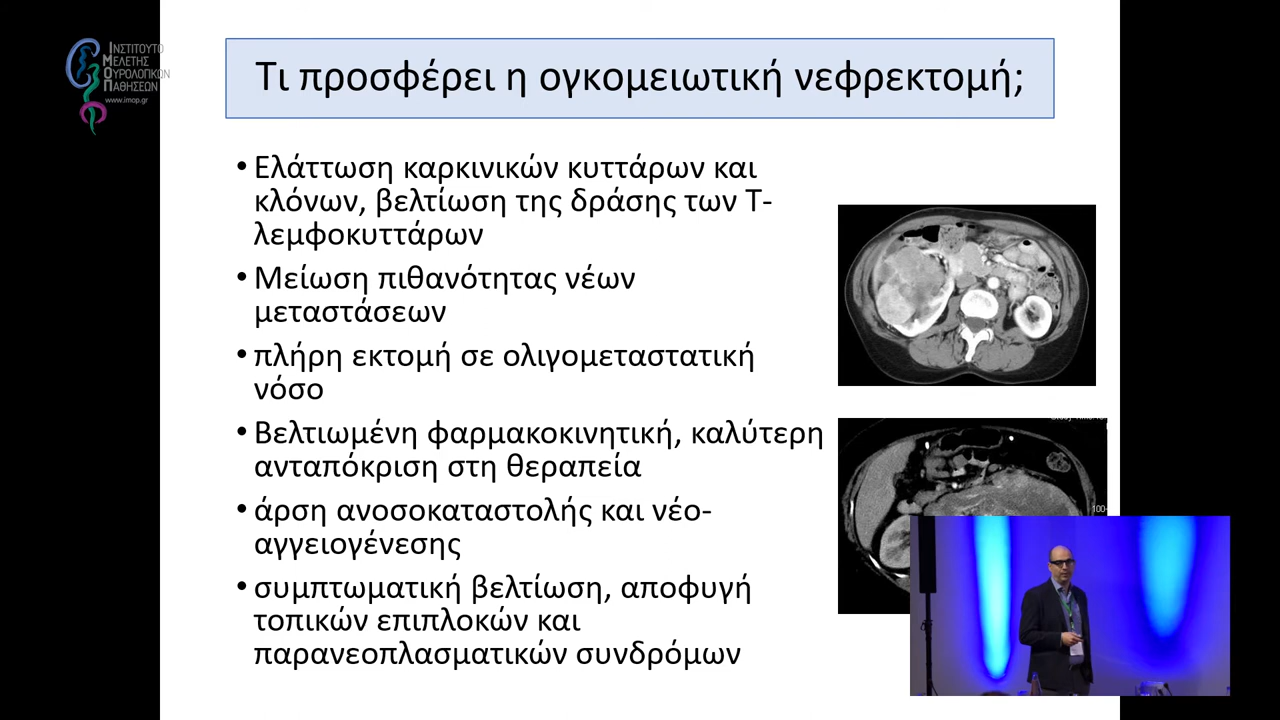 ΙΝΣΤΙΤΟΥΤΟ
ΜΕΛΕΤΗΣ
ΟΥΡΟΛΟΓΙΚΩΝ
ΠΑΘΗΣΕΩΝ
www.imop.gr
Τι προσφέρει η ογκομειωτική νεφρεκτομή;
• Ελάττωση καρκινικών κυττάρων και
κλόνων, βελτίωση της δράσης των Τ-
λεμφοκυττάρων
• Μείωση πιθανότητας νέων
μεταστάσεων
• πλήρη εκτομή σε ολιγομεταστατική
νόσο
• Βελτιωμένη φαρμακοκινητική, καλύτερη
ανταπόκριση στη θεραπεία
• άρση ανοσοκαταστολής και νέο-
αγγειογένεσης
• συμπτωματική βελτίωση, αποφυγή
τοπικών επιπλοκών και
παρανεοπλασματικών συνδρόμων
100